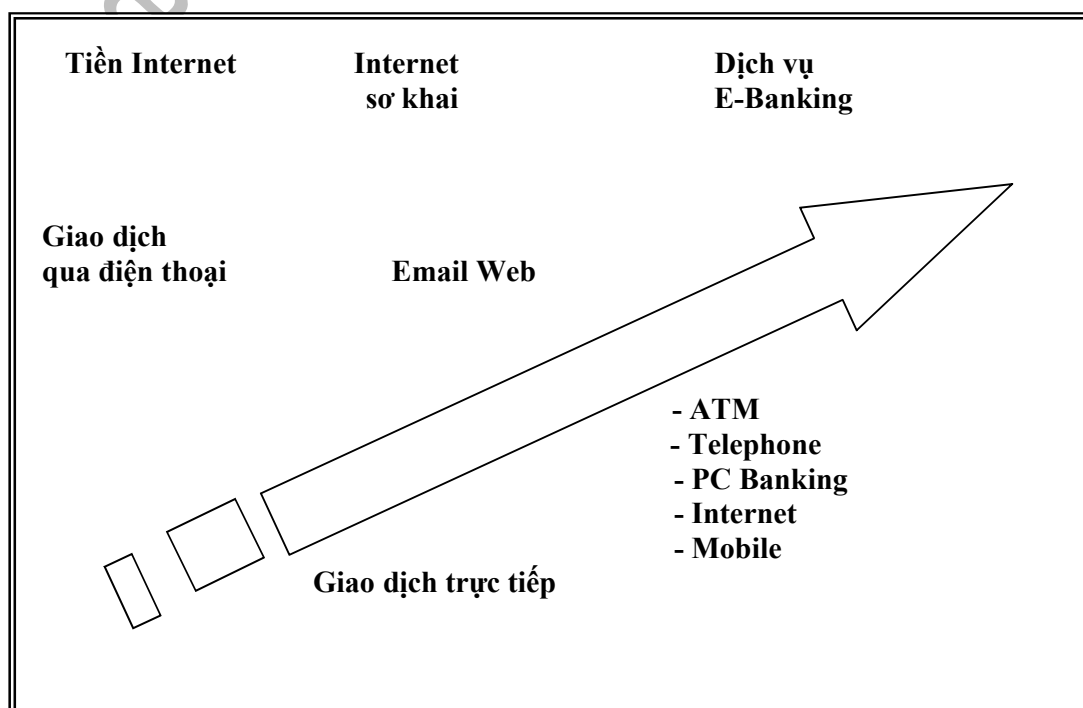 Tiền Internet
Internet
sơ khai
Dịch vụ
E-Banking
Giao dịch
qua điện thoại
Email Web
- ATM
- Telephone
- PC Banking
- Internet
- Mobile
Giao dịch trực tiếp